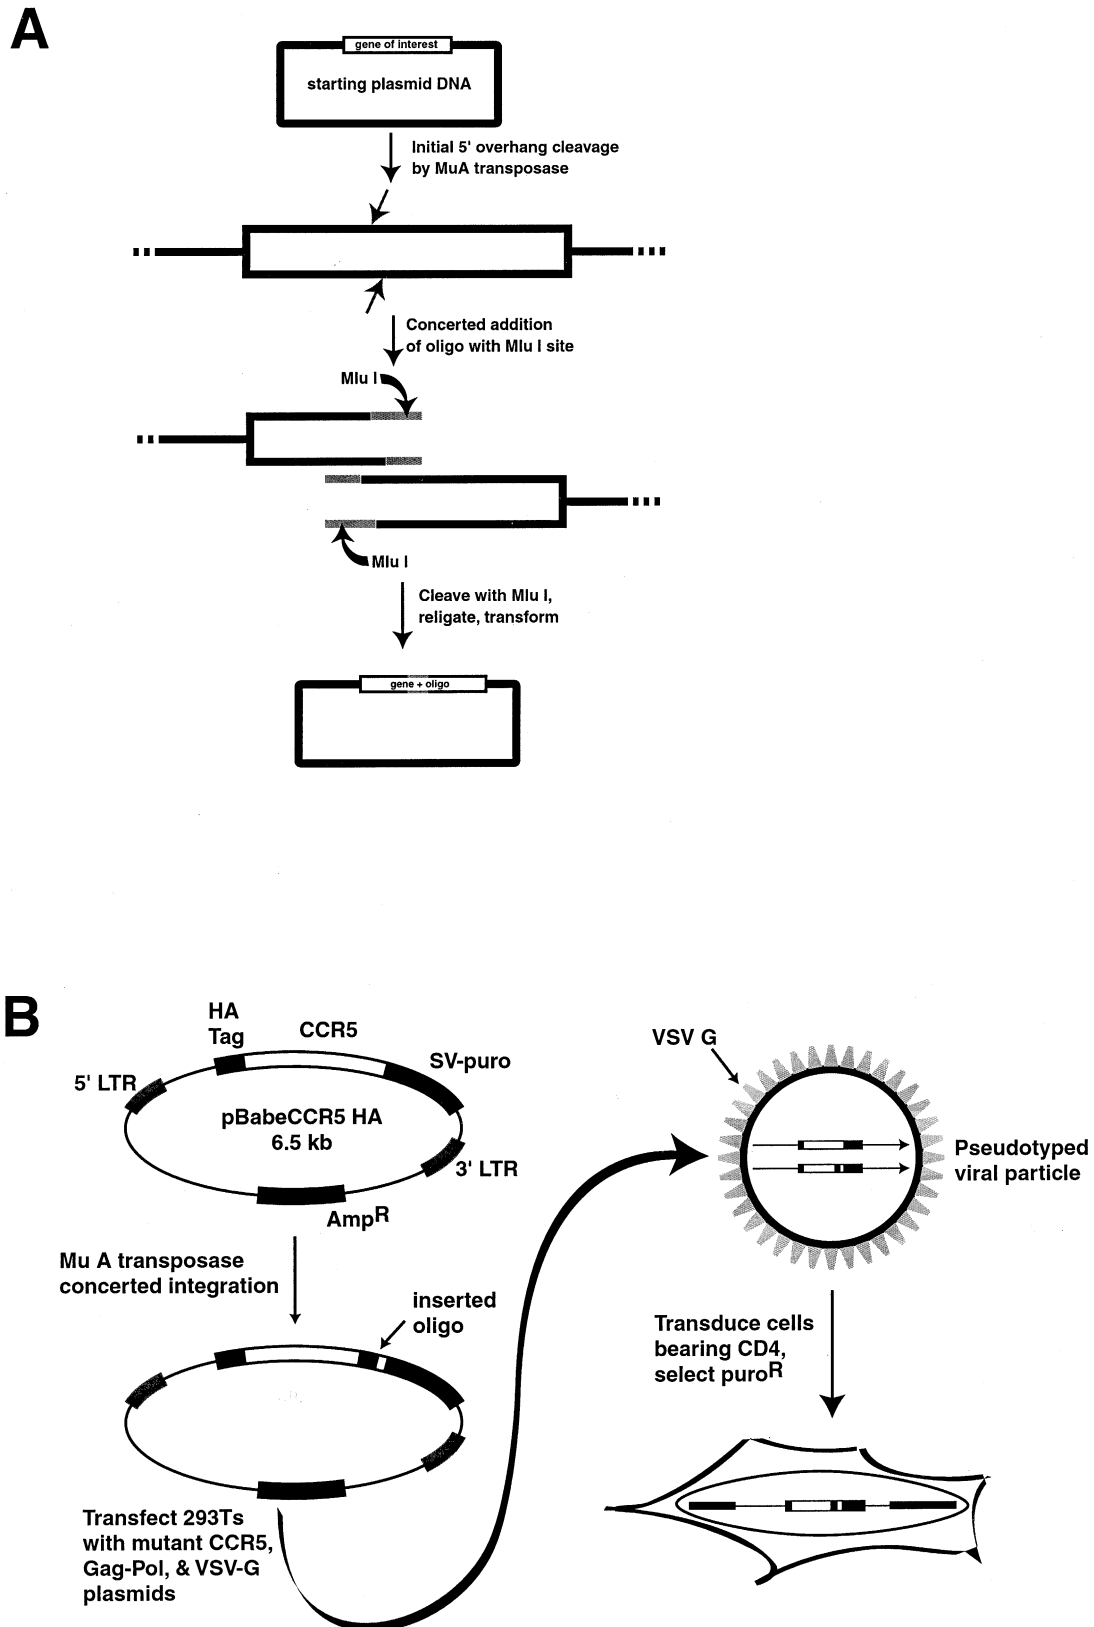 A
gene of interest
starting plasmid DNA
Initial 5' overhang cleavage
by MuA transposase
Concerted addition
of oligo with Mlu I site
Mlu I
Mlu I
Cleave with Mlu I,
religate, transform
gene + oligo
B
HA
Tag
CCR5
SV-puro
5' LTR
pBabeCCR5 HA
6.5 kb
3' LTR
AmpR
Mu A transposase
concerted integration
inserted
oligo
Transfect 293Ts
with mutant CCR5,
Gag-Pol, & VSV-G
plasmids
VSV G
Pseudotyped
viral particle
Transduce cells
bearing CD4,
select puroR